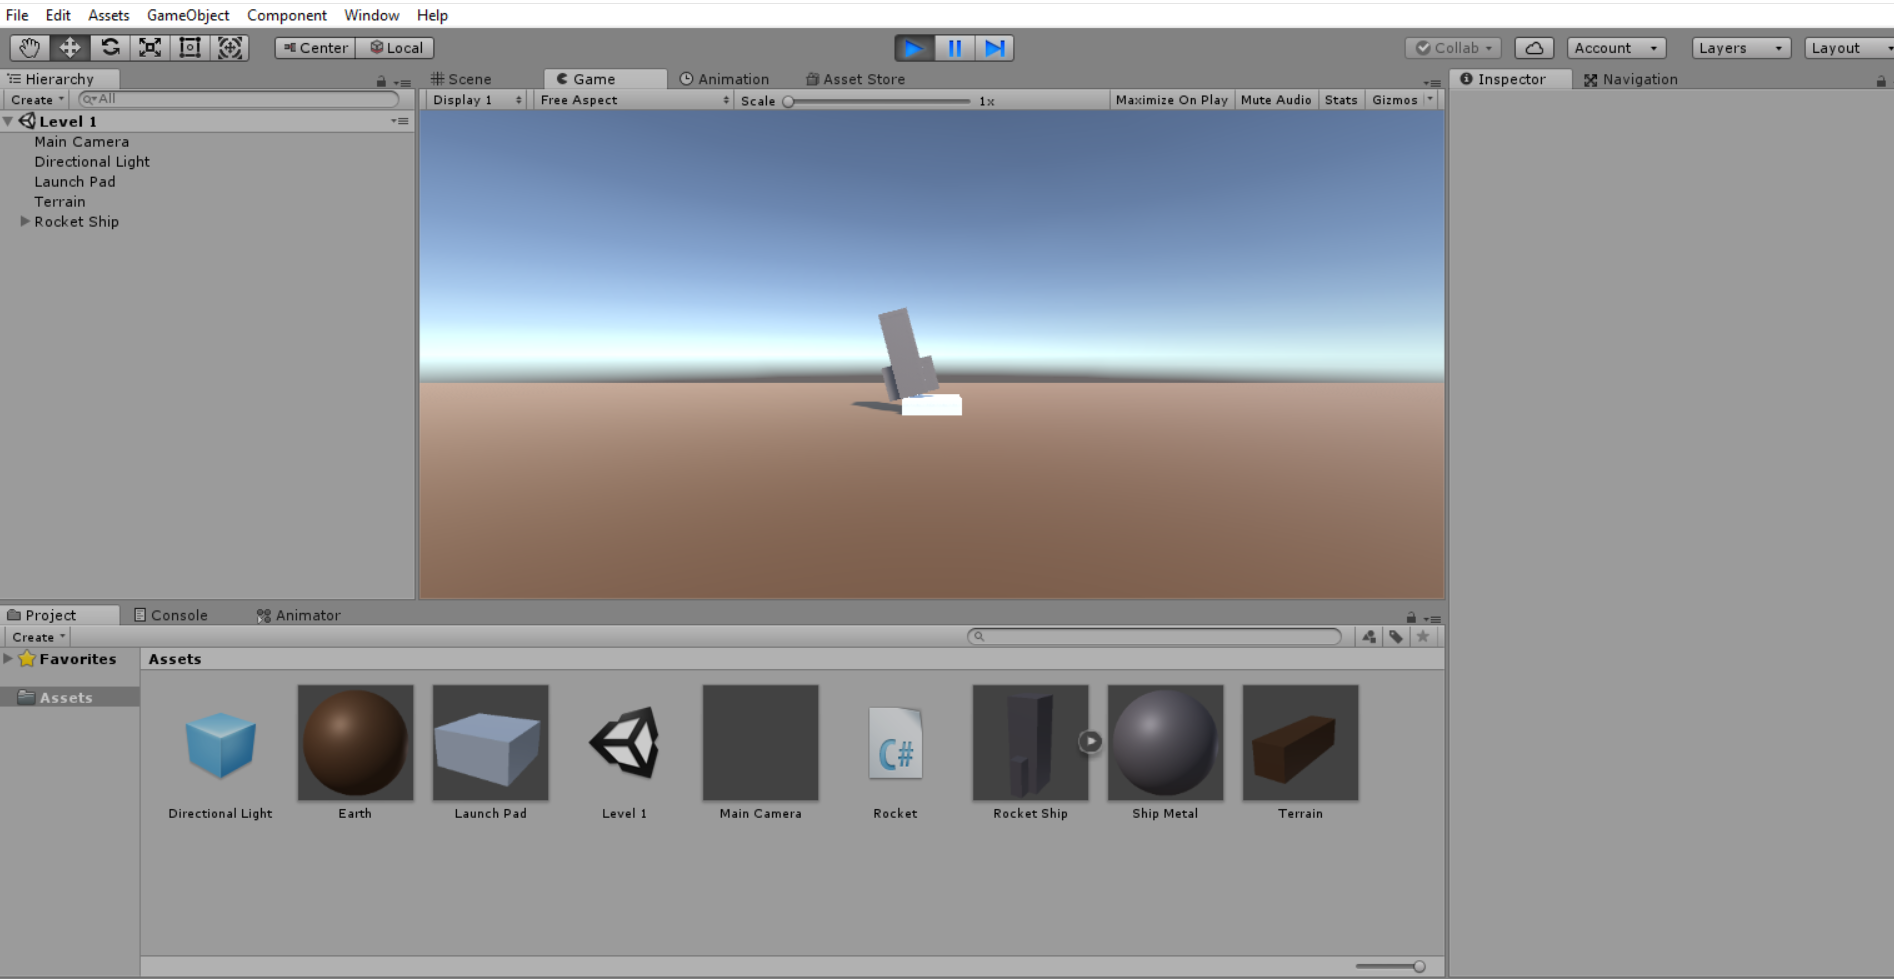 File Edit Assets GameObject Component Window Help
Center Local Collab Account Layers Layout
Hierarchy Scene Game Animation Asset Store Inspector Navigation
Create All Display 1 Free Aspect Scale 1x Maximize On Play Mute Audio Stats Gizmos
Level 1
Main Camera
Directional Light
Launch Pad
Terrain
Rocket Ship
Project Console Animator
Create
Favorites Assets
Assets
C#
Directional Light Earth Launch Pad Level 1 Main Camera Rocket Rocket Ship Ship Metal Terrain